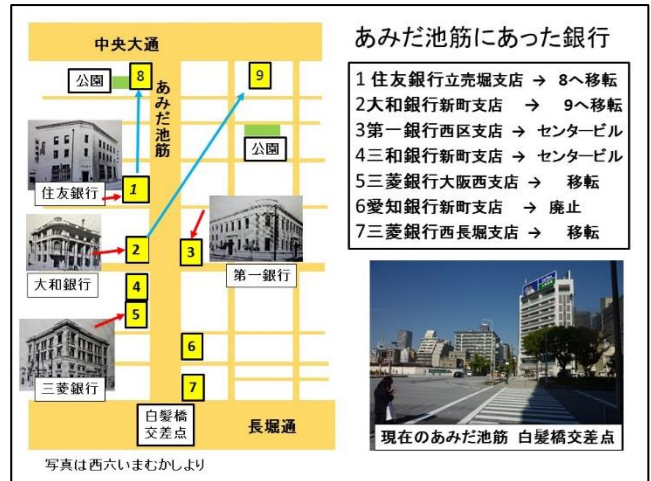 あみだ池筋にあった銀行
中央大通
公園
8
9
あみだ池筋
公園
住友銀行
1
大和銀行
2
3
第一銀行
4
5
三菱銀行
6
7
白髪橋
交差点
長堀通
写真は西六いまむかしより
1 住友銀行立売堀支店 → 8へ移転
2大和銀行新町支店 → 9へ移転
3第一銀行西区支店 → センタービル
4三和銀行新町支店 → センタービル
5三菱銀行大阪西支店 → 移転
6愛知銀行新町支店 → 廃止
7三菱銀行西長堀支店 → 移転
現在のあみだ池筋 白髪橋交差点